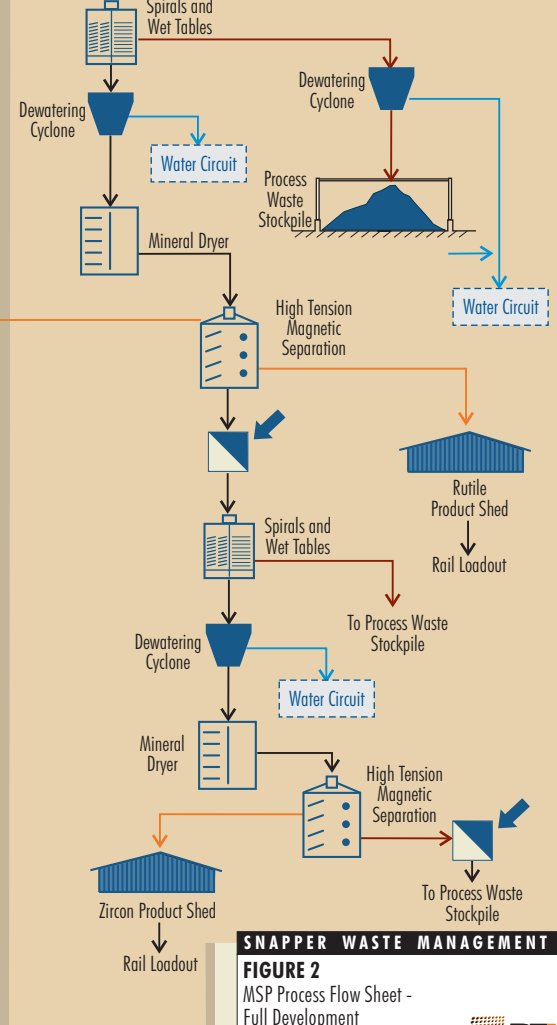 Spirals and
Wet Tables
Dewatering
Cyclone
Dewatering
Cyclone
Water Circuit
Process
Waste
Stockpile
Mineral Dryer
Water Circuit
High Tension
Magnetic
Separation
Rutile
Product Shed
Rail Loadout
Spirals and
Wet Tables
To Process Waste
Stockpile
Dewatering
Cyclone
Water Circuit
Mineral
Dryer
High Tension
Magnetic
Separation
To Process Waste
Stockpile
Zircon Product Shed
Rail Loadout
SNAPPER WASTE MANAGEMENT
FIGURE 2
MSP Process Flow Sheet -
Full Development